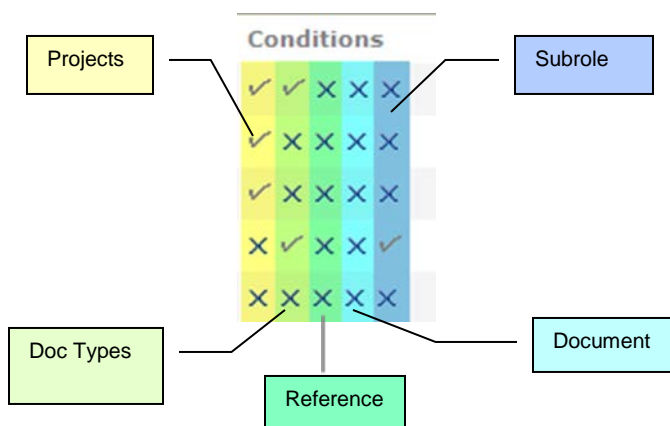 Conditions
Projects
Subrole
Doc Types
Document
Reference